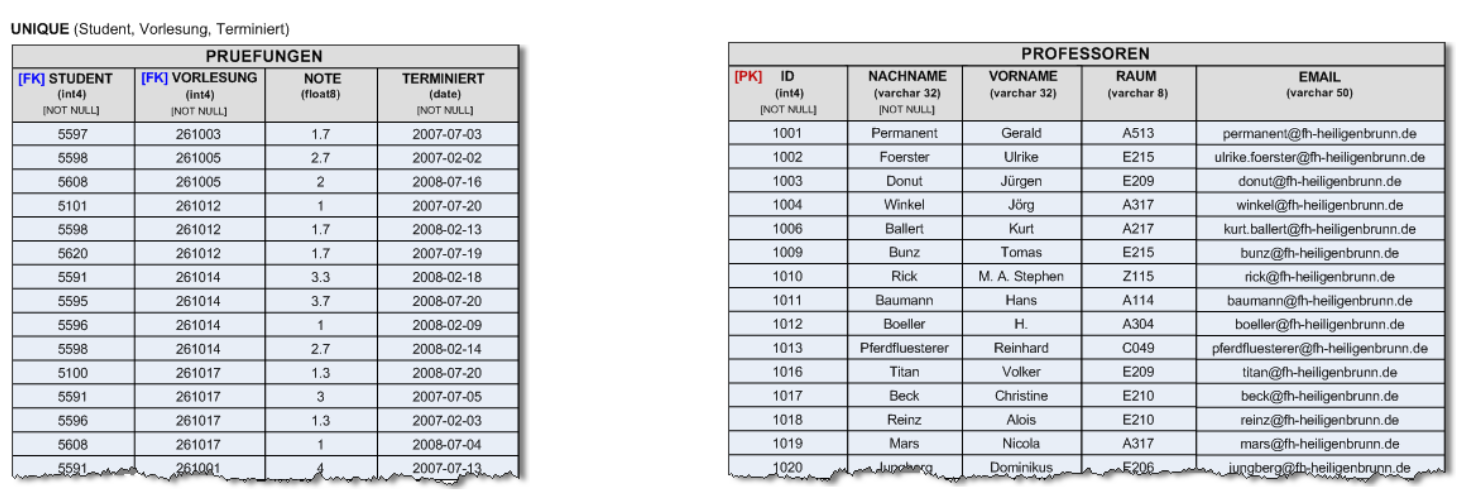 UNIQUE (Student, Vorlesung, Terminiert)
PRUEFUNGEN
[FK] STUDENT [FK] VORLESUNG NOTE TERMINIERT
(int4) (int4) (float8) (date)
[NOT NULL] [NOT NULL] [NOT NULL]
5597 261003 1.7 2007-07-03
5598 261005 2.7 2007-02-02
5608 261005 2 2008-07-16
5101 261012 1 2007-07-20
5598 261012 1.7 2008-02-13
5620 261012 1.7 2007-07-19
5591 261014 3.3 2008-02-18
5595 261014 3.7 2008-07-20
5596 261014 1 2008-02-09
5598 261014 2.7 2008-02-14
5100 261017 1.3 2008-07-20
5591 261017 3 2007-07-05
5596 261017 1.3 2007-02-03
5608 261017 1 2008-07-04
5591 261091 4 2007-07-13
PROFESSOREN
[PK] ID NACHNAME VORNAME RAUM EMAIL
(int4) (varchar 32) (varchar 32) (varchar 8) (varchar 50)
[NOT NULL] [NOT NULL]
1001 Permanent Gerald A513 permanent@fh-heiligenbrunn.de
1002 Foerster Ulrike E215 ulrike.foerster@fh-heiligenbrunn.de
1003 Donut Jürgen E209 donut@fh-heiligenbrunn.de
1004 Winkel Jörg A317 winkel@fh-heiligenbrunn.de
1006 Ballert Kurt A217 kurt.ballert@fh-heiligenbrunn.de
1009 Bunz Tomas E215 bunz@fh-heiligenbrunn.de
1010 Rick M. A. Stephen Z115 rick@fh-heiligenbrunn.de
1011 Baumann Hans A114 baumann@fh-heiligenbrunn.de
1012 Boeller H. A304 boeller@fh-heiligenbrunn.de
1013 Pferdfluesterer Reinhard C049 pferdfluesterer@fh-heiligenbrunn.de
1016 Titan Volker E209 titan@fh-heiligenbrunn.de
1017 Beck Christine E210 beck@fh-heiligenbrunn.de
1018 Reinz Alois E210 reinz@fh-heiligenbrunn.de
1019 Mars Nicola A317 mars@fh-heiligenbrunn.de
1020 Jungberg Dominikus E206 jungberg@fh-heiligenbrunn.de